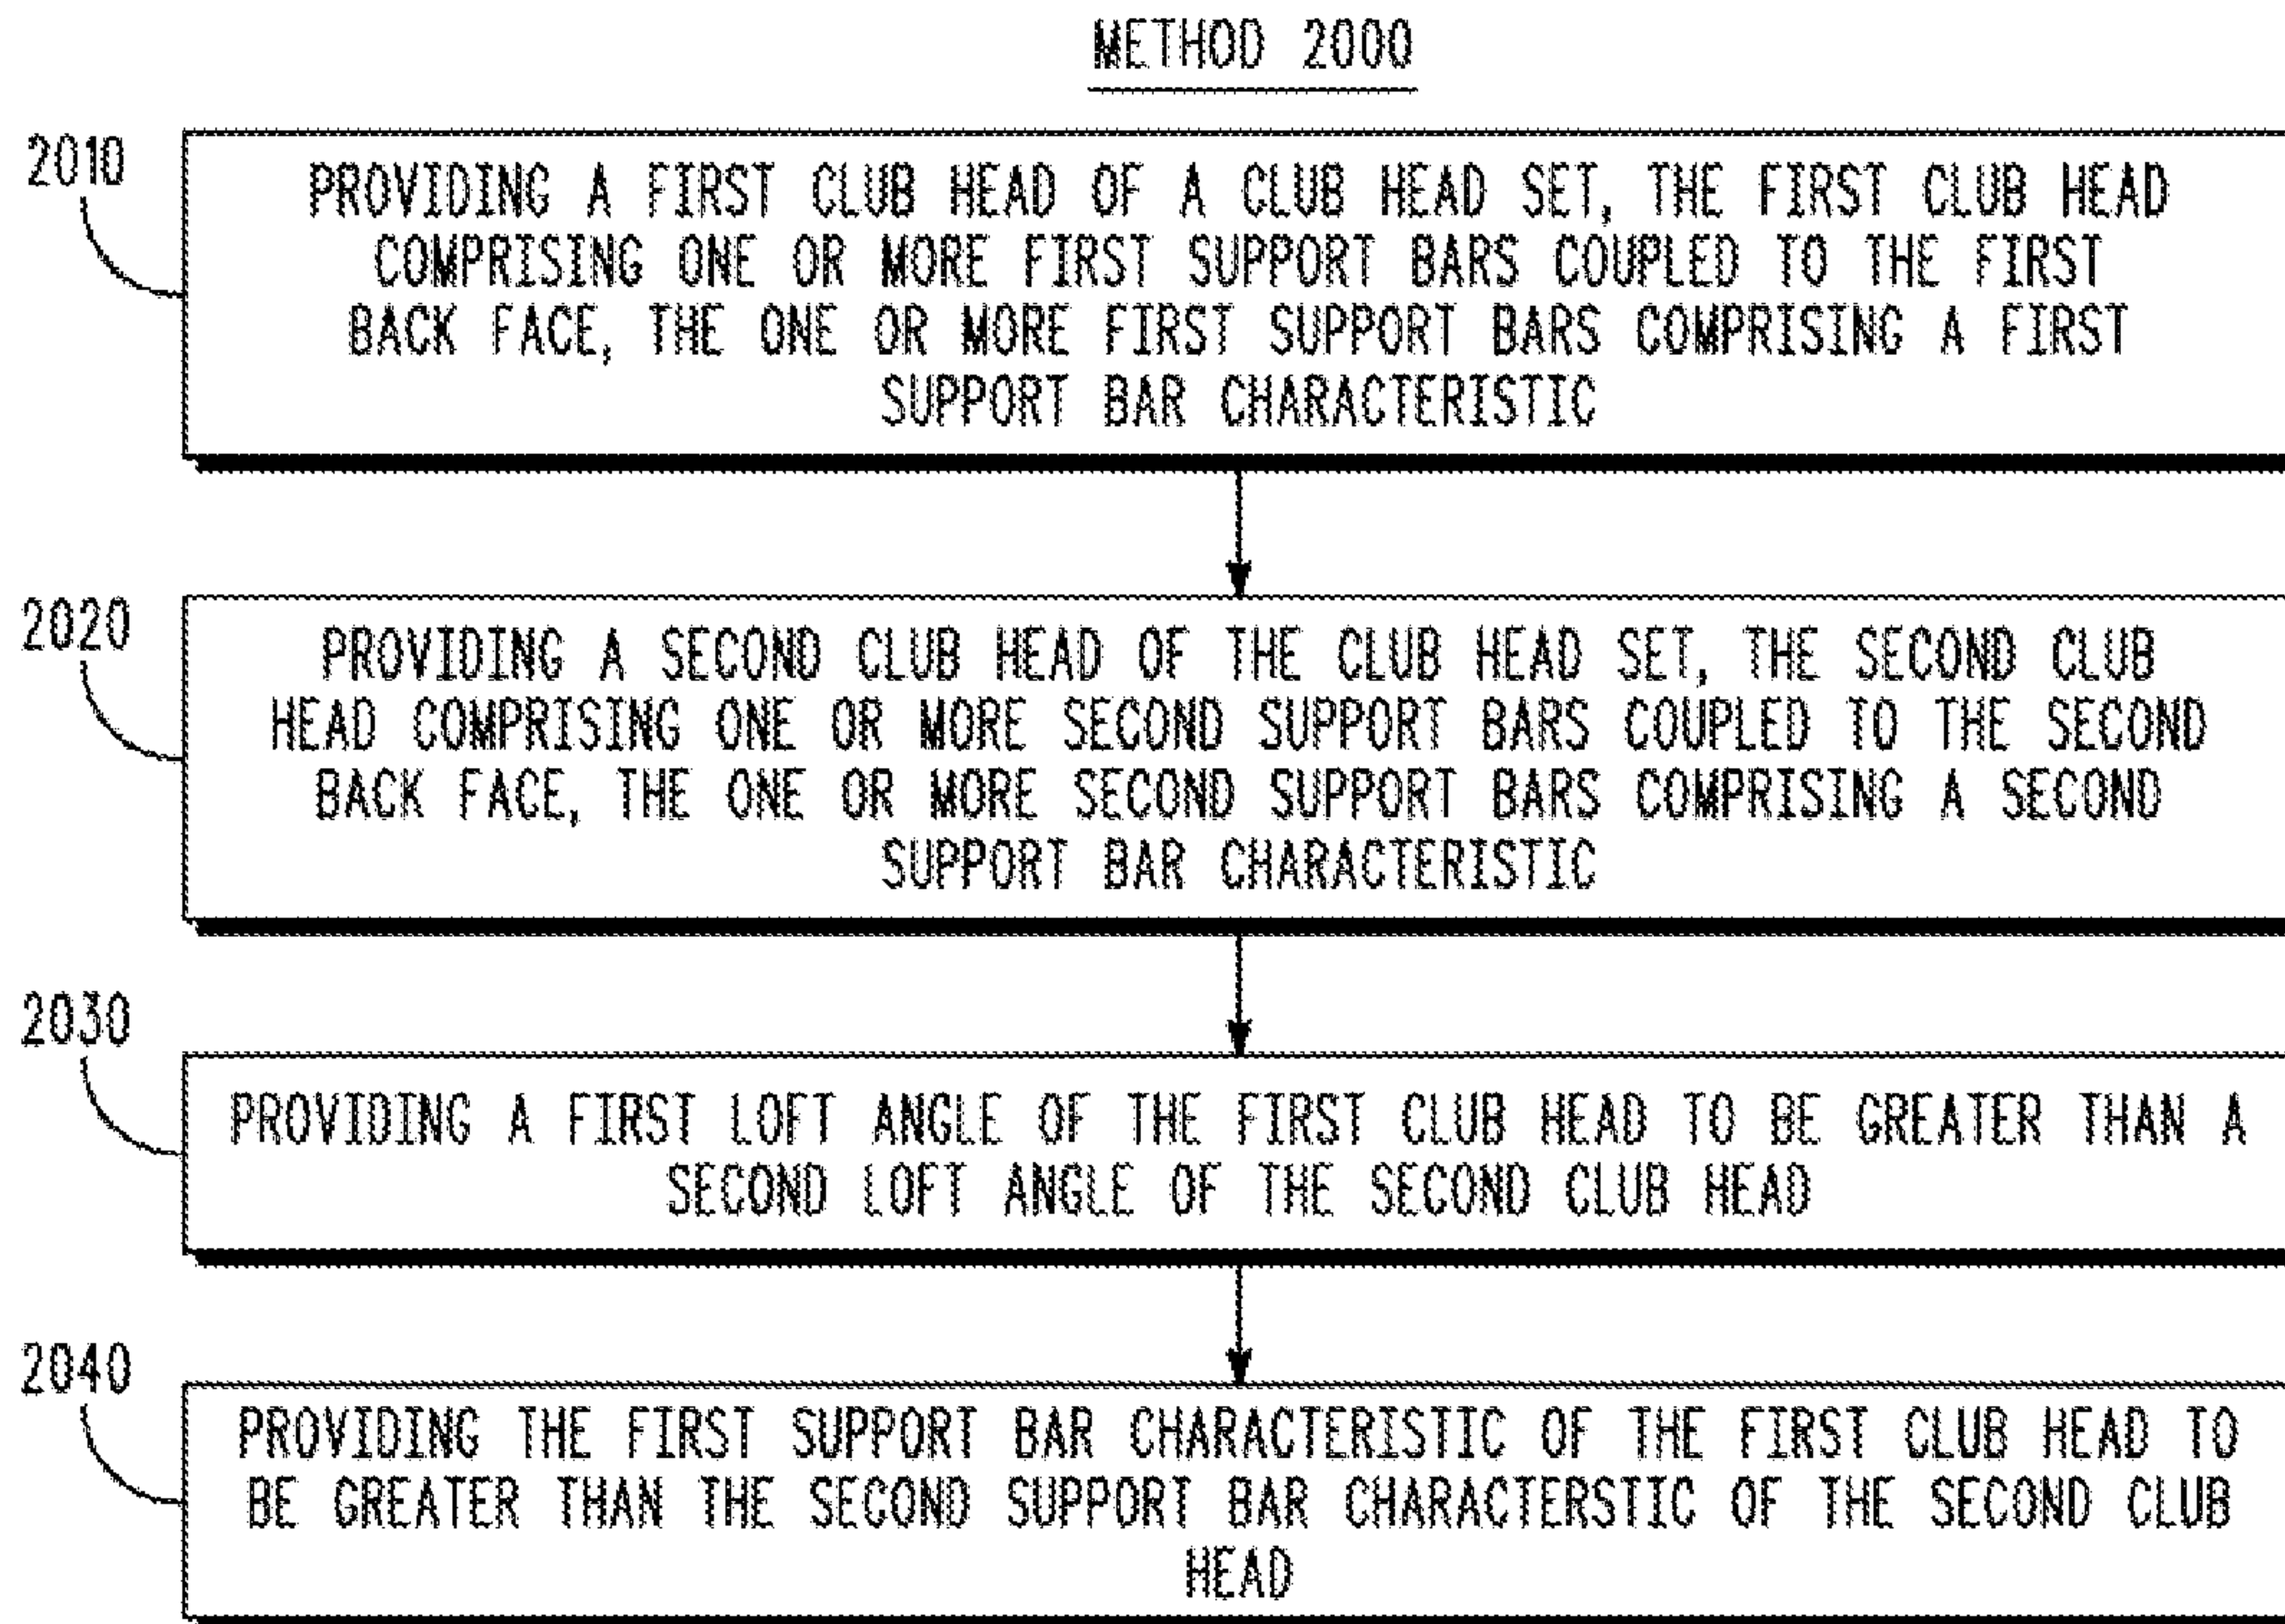 METHOD 2000
2010
PROVIDING A FIRST CLUB HEAD OF A CLUB HEAD SET, THE FIRST CLUB HEAD
COMPRISING ONE OR MORE FIRST SUPPORT BARS COUPLED TO THE FIRST
BACK FACE, THE ONE OR MORE FIRST SUPPORT BARS COMPRISING A FIRST
SUPPORT BAR CHARACTERISTIC
2020
PROVIDING A SECOND CLUB HEAD OF THE CLUB HEAD SET, THE SECOND CLUB
HEAD COMPRISING ONE OR MORE SECOND SUPPORT BARS COUPLED TO THE SECOND
BACK FACE, THE ONE OR MORE SECOND SUPPORT BARS COMPRISING A SECOND
SUPPORT BAR CHARACTERISTIC
2030
PROVIDING A FIRST LOFT ANGLE OF THE FIRST CLUB HEAD TO BE GREATER THAN A
SECOND LOFT ANGLE OF THE SECOND CLUB HEAD
2040
PROVIDING THE FIRST SUPPORT BAR CHARACTERISTIC OF THE FIRST CLUB HEAD TO
BE GREATER THAN THE SECOND SUPPORT BAR CHARACTERSTIC OF THE SECOND CLUB
HEAD